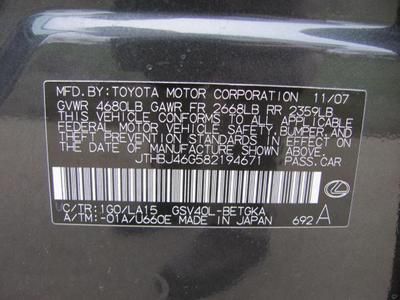 MFD. BY: TOYOTA MOTOR CORPORATION 11/07
GVWR 4680LB GAWR FR 2668LB RR 2359LB
THIS VEHICLE CONFORMS TO ALL APPLICABLE
FEDERAL MOTOR VEHICLE SAFETY, BUMPER, AND
THEFT PREVENTION STANDARDS IN EFFECT ON
THE DATE OF MANUFACTURE SHOWN ABOVE.
JTHBJ46G582194671 PASS.CAR
C/TR:1G0/LA15 GSV40L-BETGKA
A/TM:-01A/U660E MADE IN JAPAN 692 A